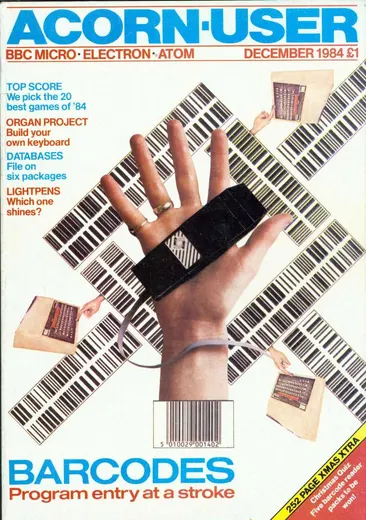 ACORN·USER
BBC MICRO·ELECTRON·ATOM DECEMBER 1984 £1
TOP SCORE
We pick the 20
best games of '84
ORGAN PROJECT
Build your
own keyboard
DATABASES
File on
six packages
LIGHTPENS
Which one
shines?
5 010029 001402
BARCODES
Program entry at a stroke
252 PAGE XMAS XTRA
Christmas Quiz
Five barcode reader
packs to be
won!